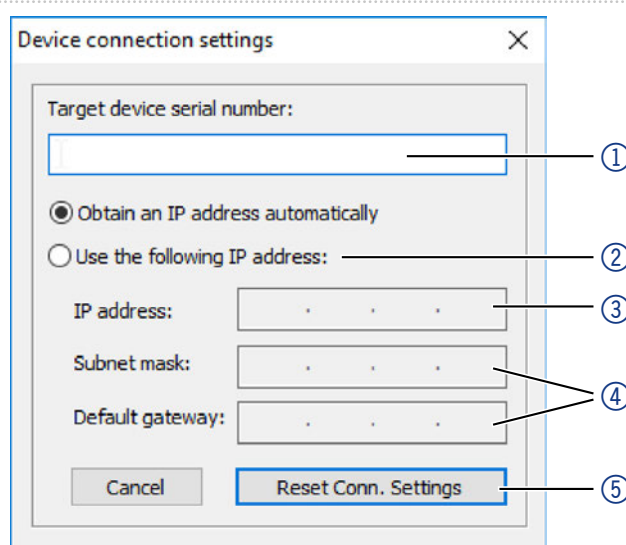 Device connection settings
Target device serial number:
①
Obtain an IP address automatically
Use the following IP address: ②
IP address: . . . ③
Subnet mask: . . .
④
Default gateway: . . .
Cancel Reset Conn. Settings ⑤